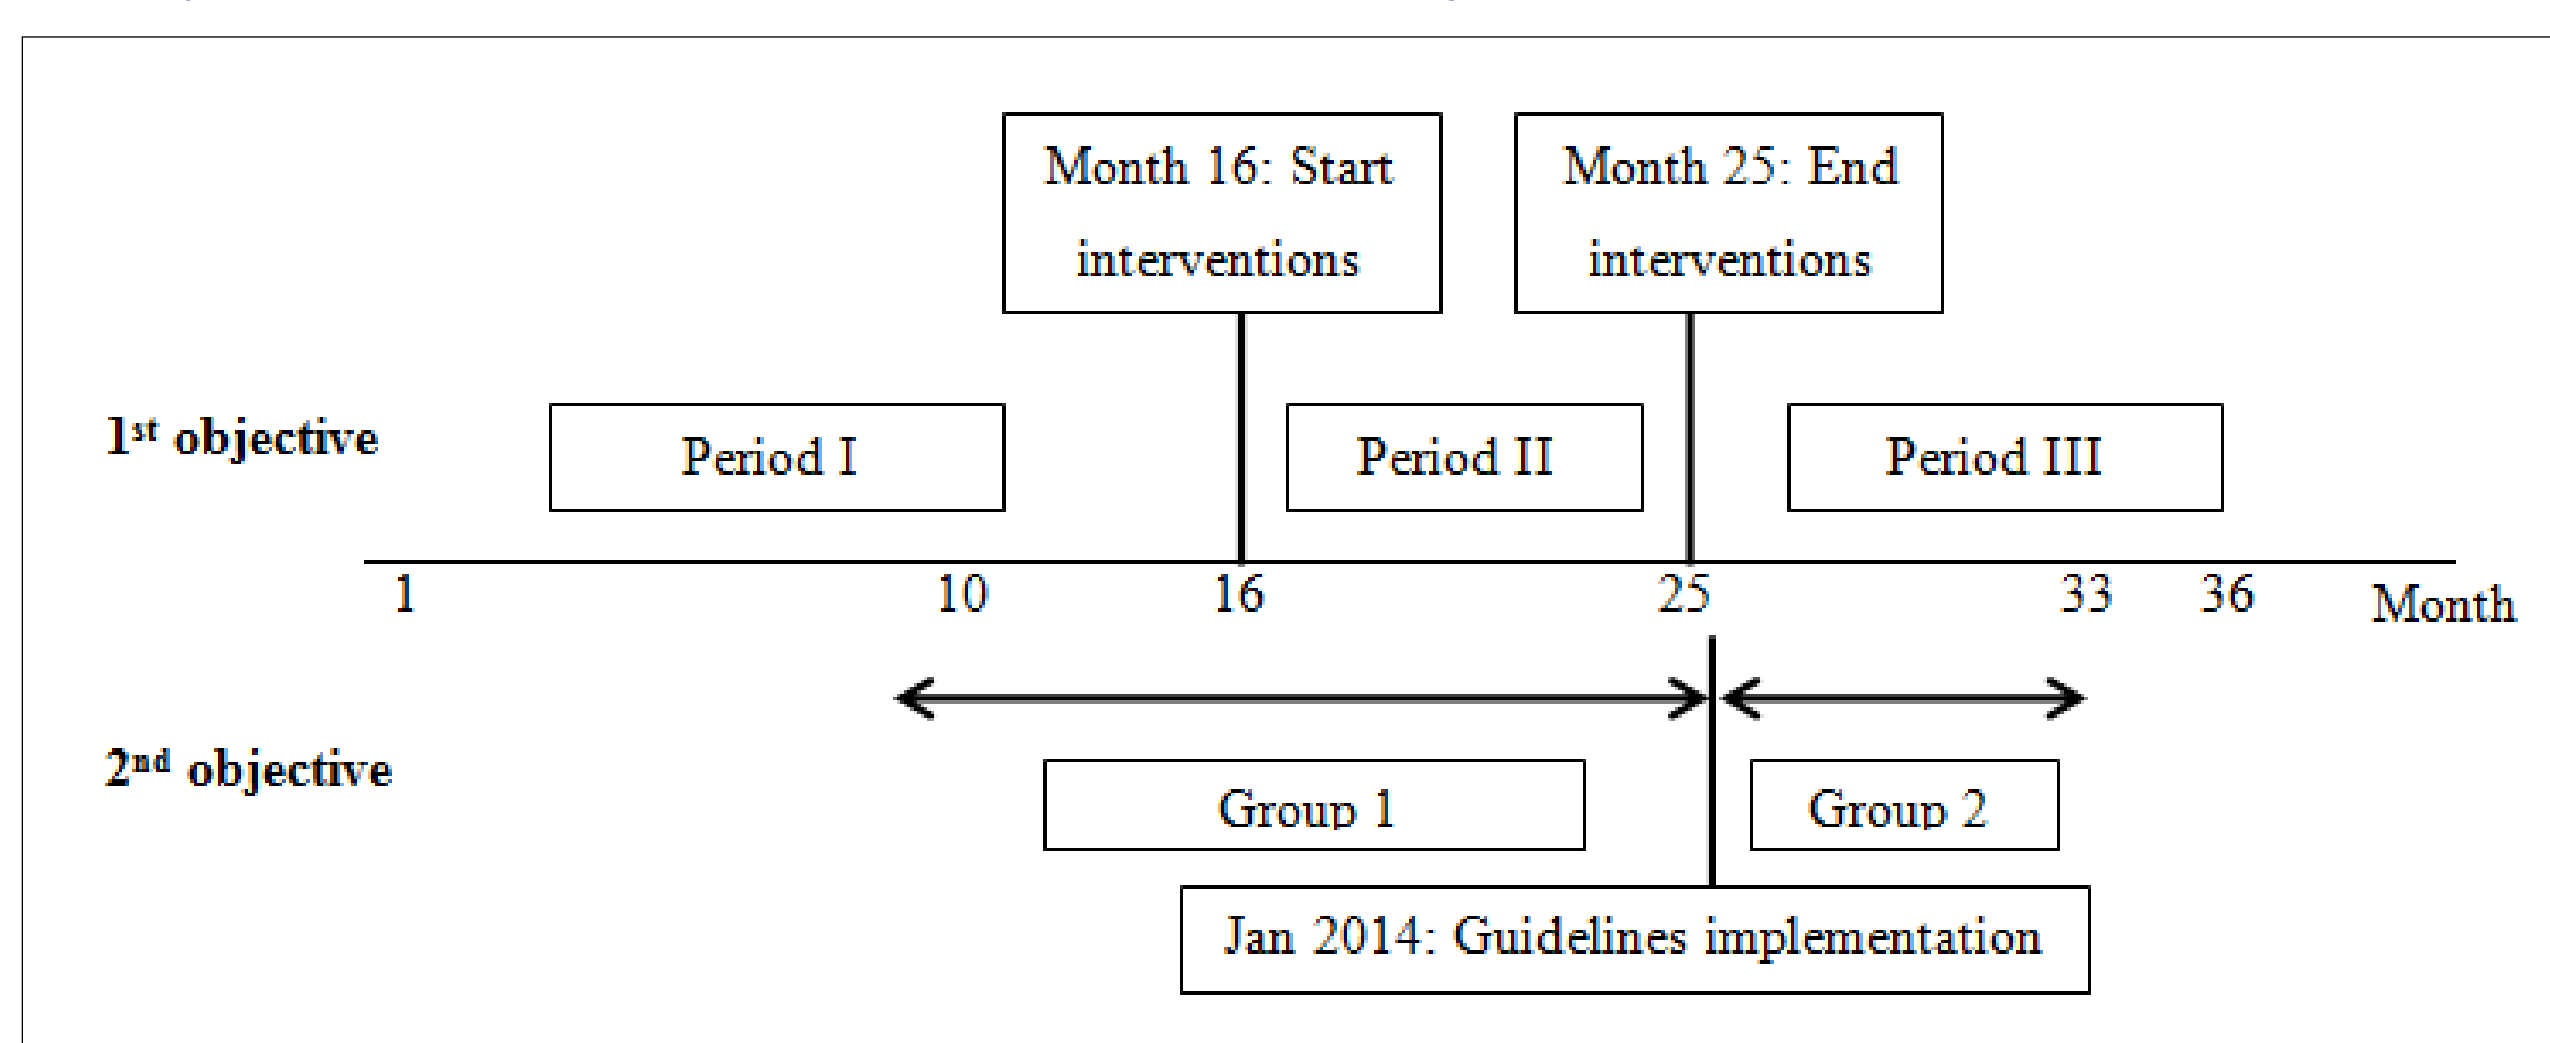 Month 16: Start
interventions
Month 25: End
interventions
1st objective
Period I
Period II
Period III
1 10 16 25 33 36 Month
2nd objective
Group 1
Group 2
Jan 2014: Guidelines implementation